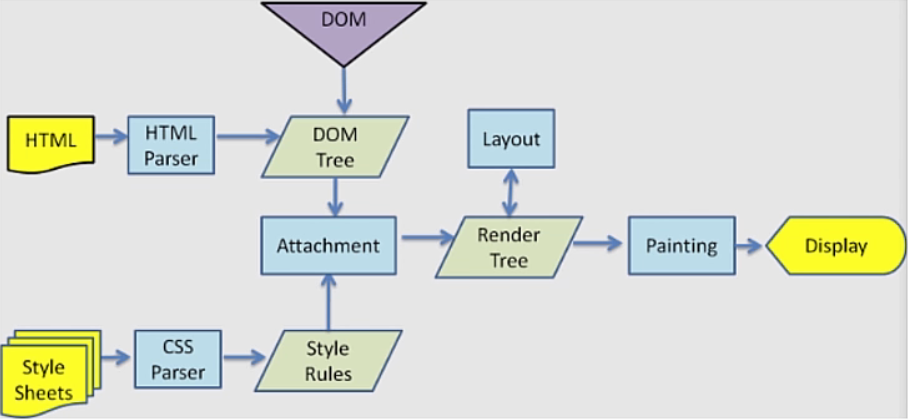 DOM
HTML
HTML
Parser
DOM
Tree
Layout
Attachment
Render
Tree
Painting
Display
Style
Sheets
CSS
Parser
Style
Rules